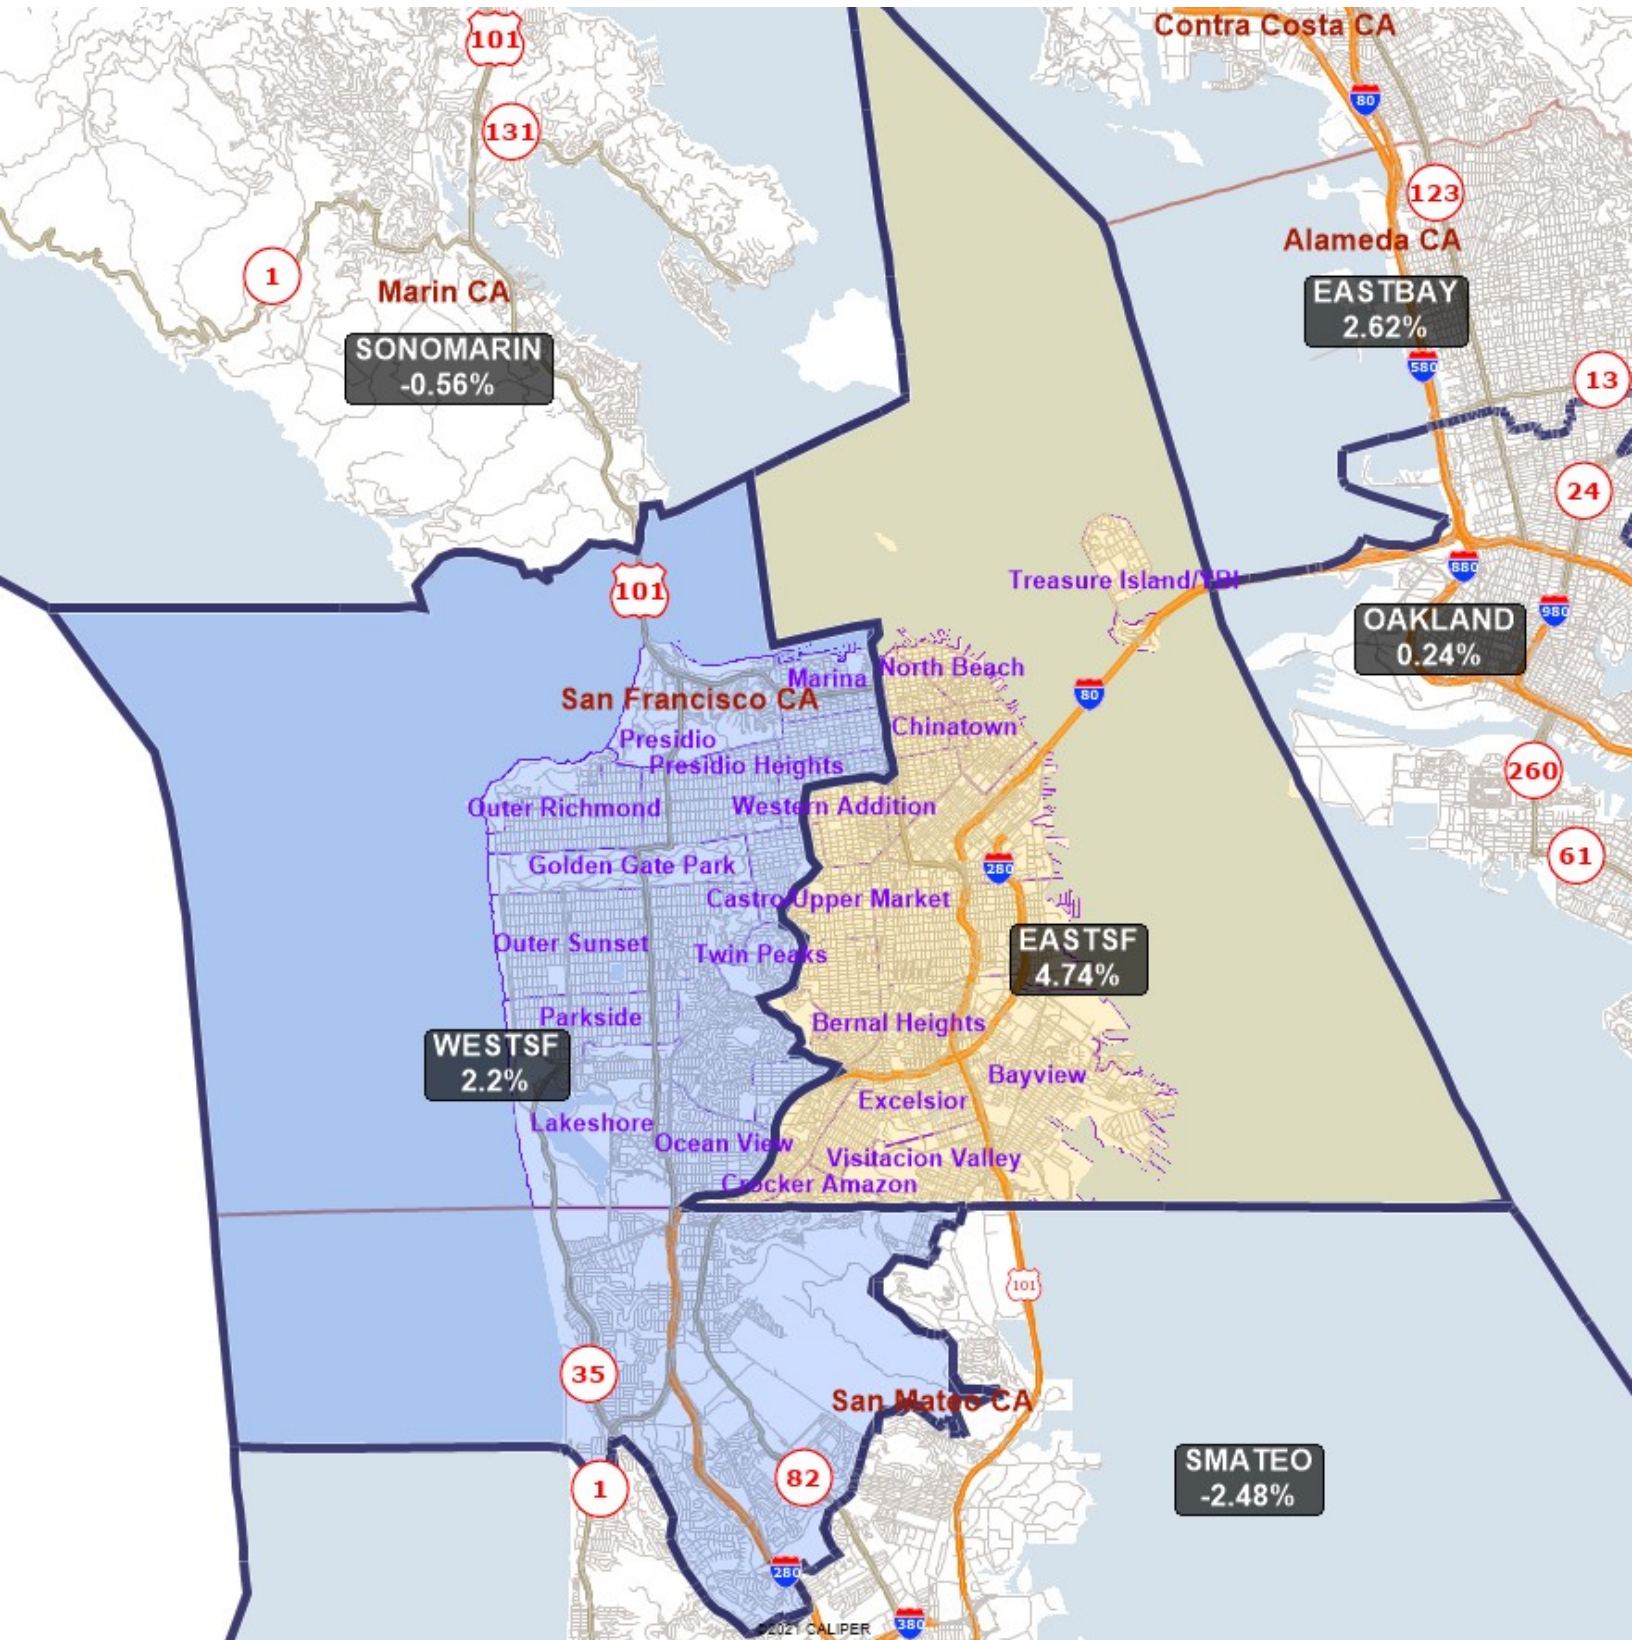 Contra Costa CA
101
80
131
123
Alameda CA
1
Marin CA
EASTBAY
2.62%
SONOMARIN
-0.56%
580
13
24
880
Treasure Island/YBI
101
980
OAKLAND
0.24%
North Beach
Marina
80
San Francisco CA
Chinatown
Presidio
Presidio Heights
260
Outer Richmond
Western Addition
Golden Gate Park
280
61
Castro/Upper Market
Outer Sunset
EASTSF
4.74%
Twin Peaks
Parkside
Bernal Heights
WESTSF
2.2%
Bayview
Excelsior
Lakeshore
Ocean View
Visitacion Valley
Crocker Amazon
101
35
San Mateo CA
SMATEO
-2.48%
82
1
280
380
©2021 CALIPER